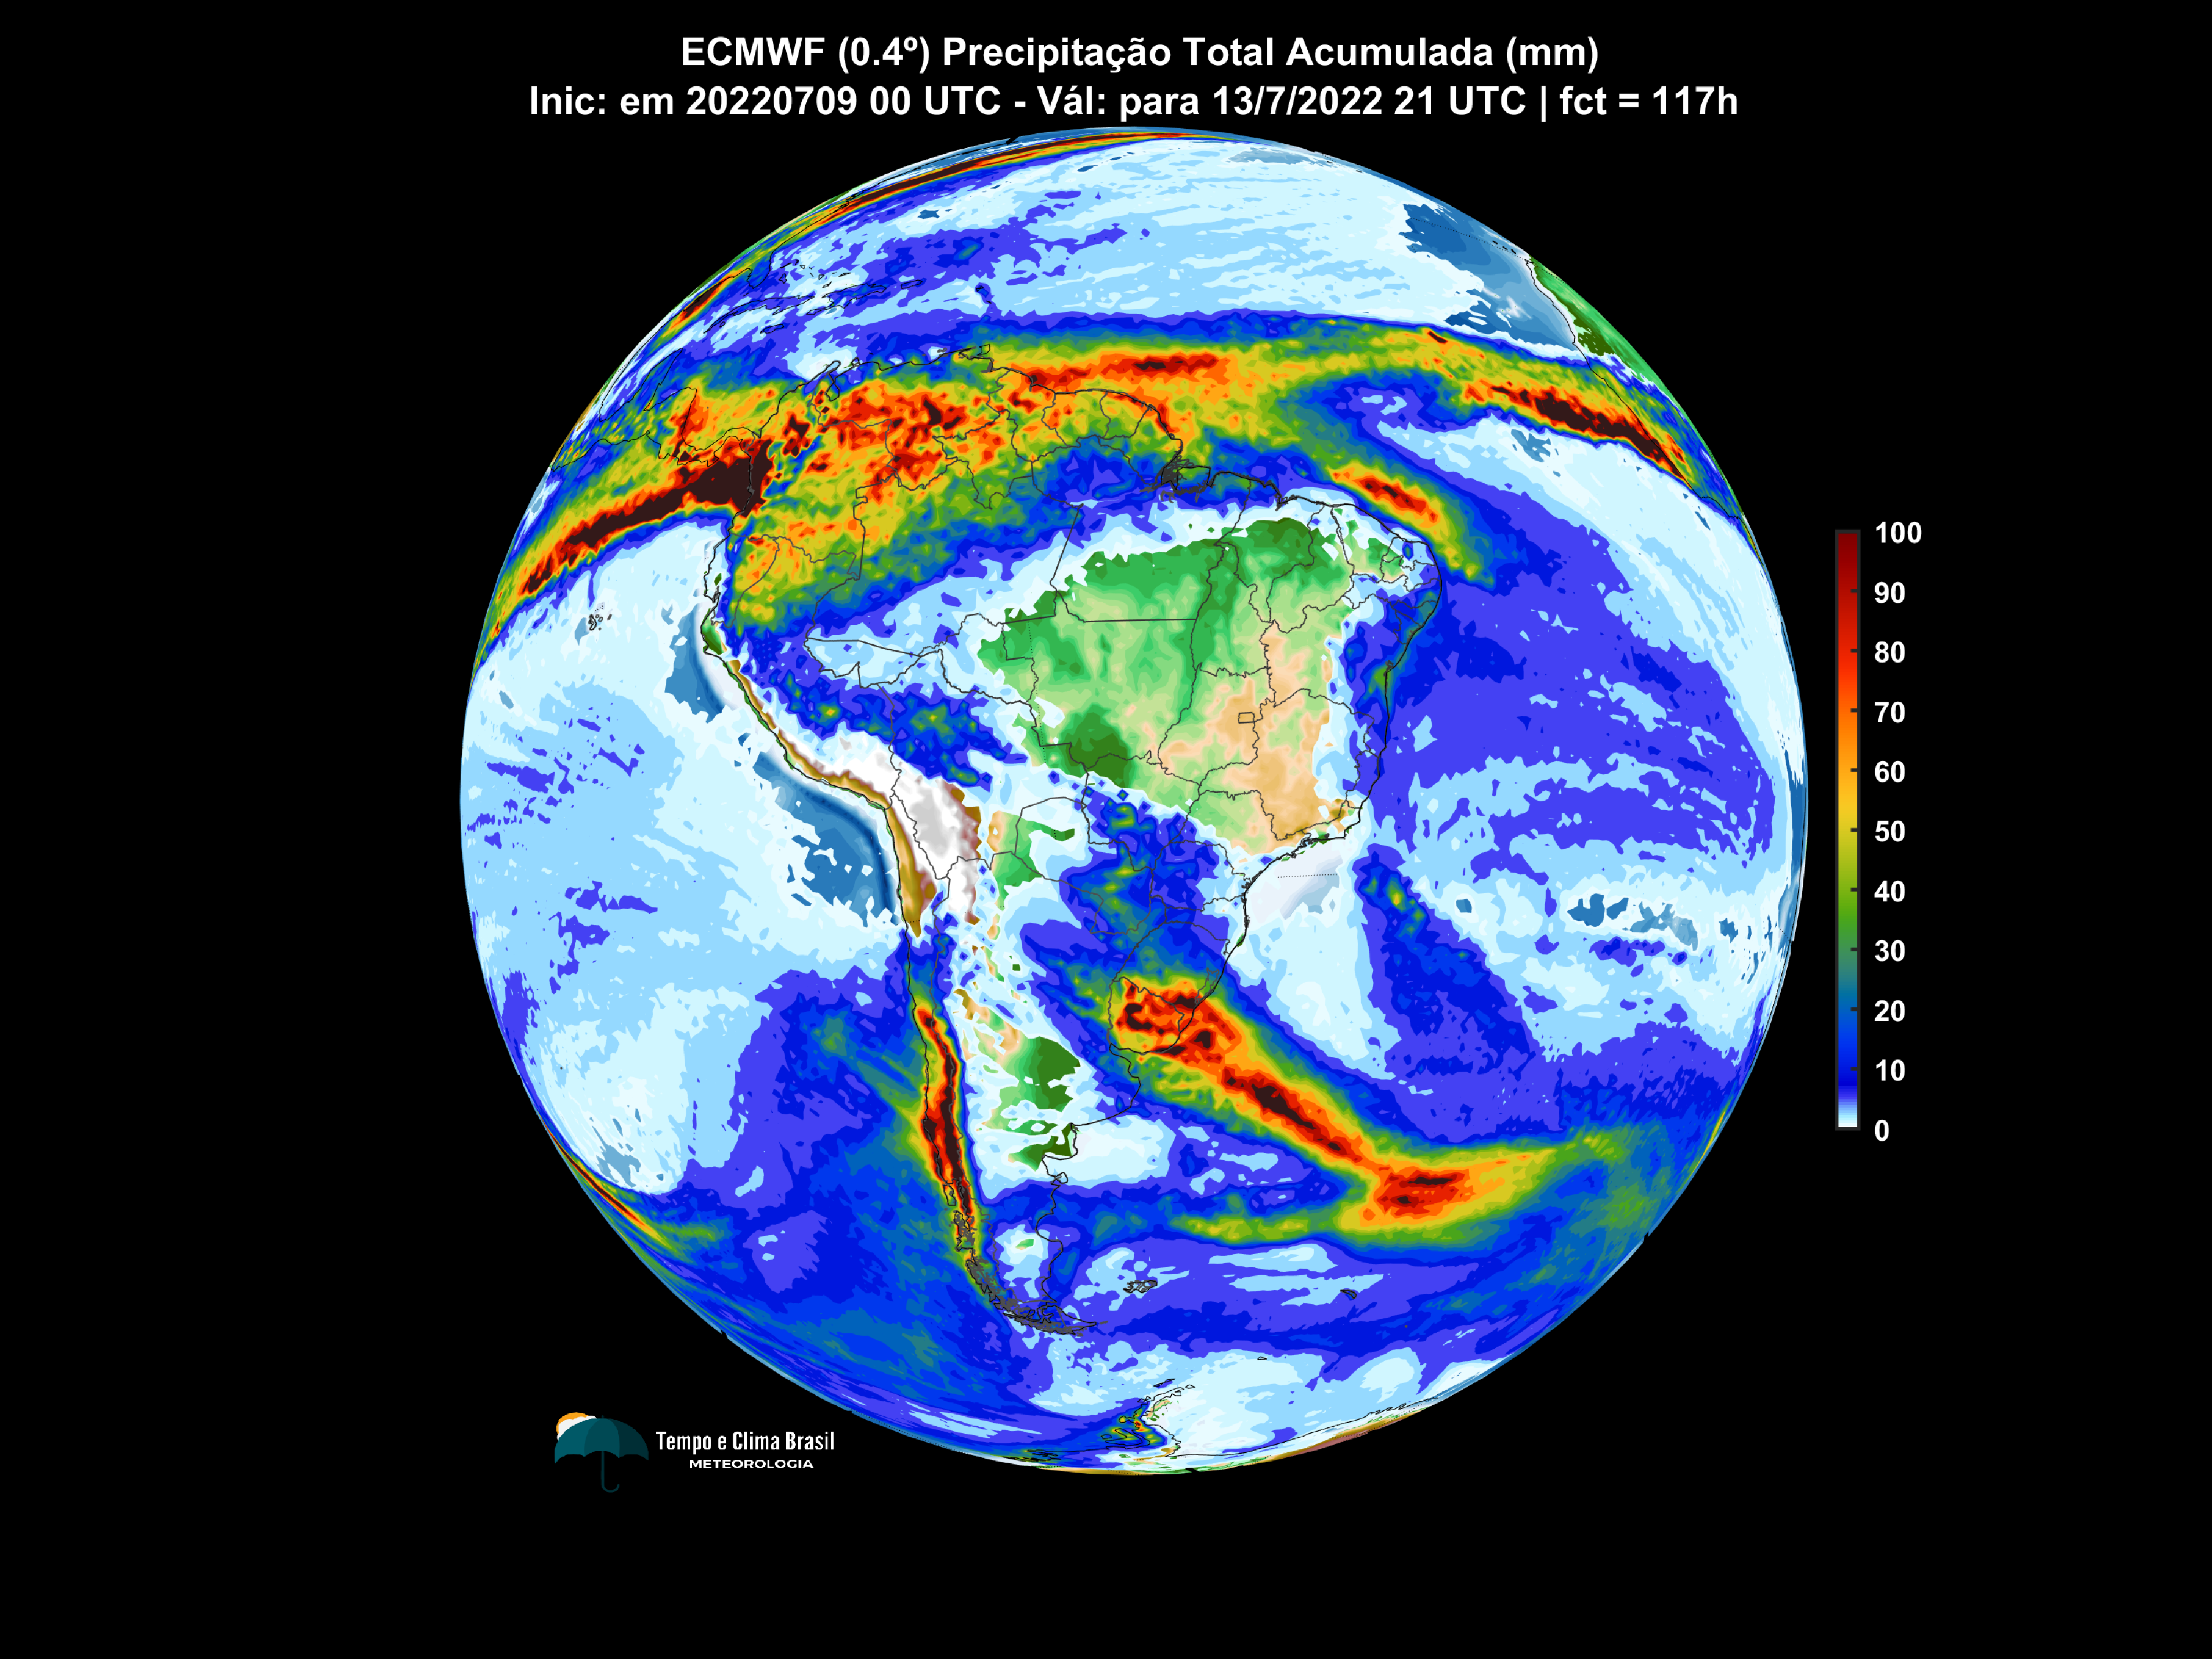 ECMWF (0.4º) Precipitação Total Acumulada (mm)
Inic: em 20220709 00 UTC - Vál: para 13/7/2022 21 UTC | fct = 117h
100
90
80
70
60
50
40
30
20
10
0
Tempo e Clima Brasil
METEOROLOGIA